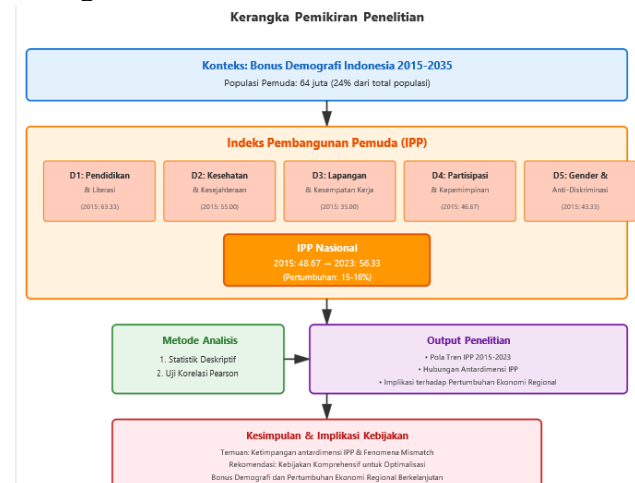 Kerangka Pemikiran Penelitian
Konteks: Bonus Demografi Indonesia 2015-2035
Populasi Pemuda: 64 juta (24% dari total populasi)
Indeks Pembangunan Pemuda (IPP)
D1: Pendidikan
& Literasi
(2015: 63.33)
D2: Kesehatan
& Kesejahteraan
(2015: 55.00)
D3: Lapangan
& Kesempatan Kerja
(2015: 35.00)
D4: Partisipasi
& Kepemimpinan
(2015: 46.67)
D5: Gender &
Anti-Diskriminasi
(2015: 43.33)
IPP Nasional
2015: 48.67 → 2023: 56.33
(Pertumbuhan: 15-16%)
Metode Analisis
1. Statistik Deskriptif
2. Uji Korelasi Pearson
Output Penelitian
• Pola Tren IPP 2015-2023
• Hubungan Antardimensi IPP
• Implikasi terhadap Pertumbuhan Ekonomi Regional
Kesimpulan & Implikasi Kebijakan
Temuan: Ketimpangan antardimensi IPP & Fenomena Mismatch
Rekomendasi: Kebijakan Komprehensif untuk Optimalisasi
Bonus Demografi dan Pertumbuhan Ekonomi Regional Berkelanjutan